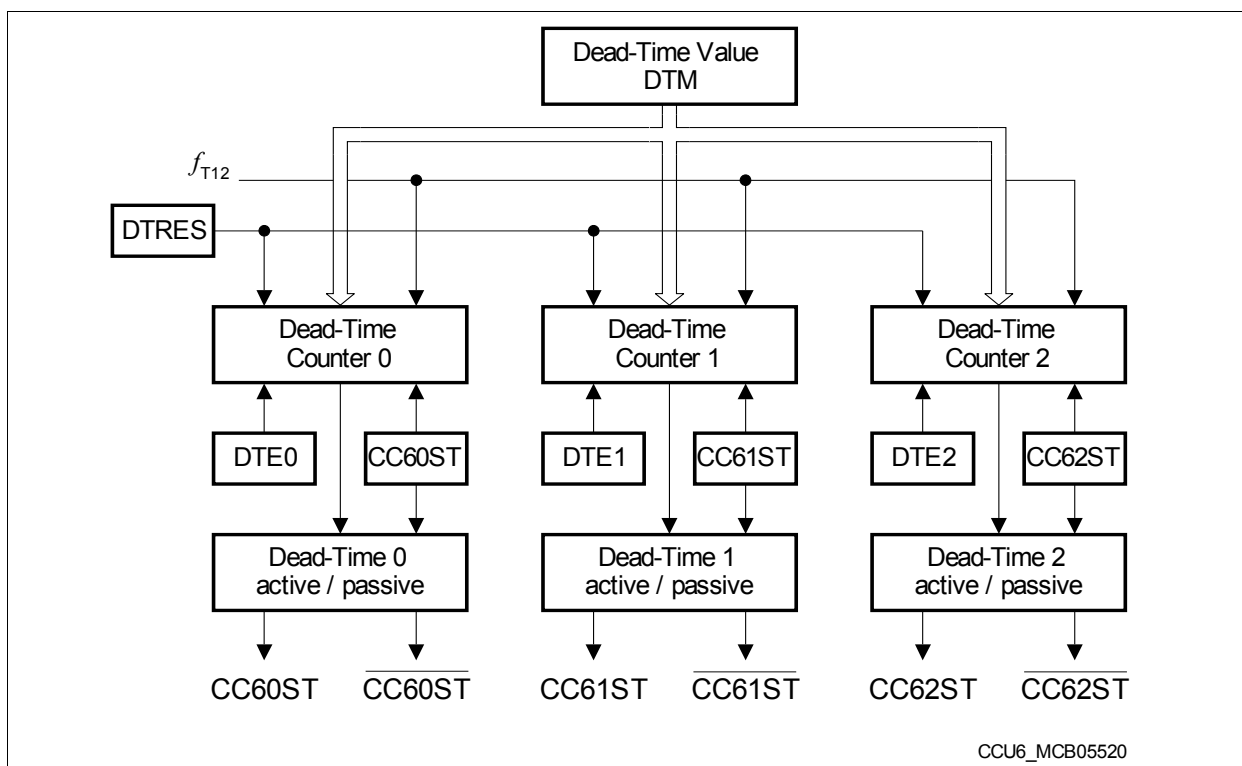 Dead-Time Value
DTM
fT12
DTRES
Dead-Time
Counter 0
Dead-Time
Counter 1
Dead-Time
Counter 2
DTE0
CC60ST
DTE1
CC61ST
DTE2
CC62ST
Dead-Time 0
active / passive
Dead-Time 1
active / passive
Dead-Time 2
active / passive
CC60ST
CC60ST
CC61ST
CC61ST
CC62ST
CC62ST
CCU6_MCB05520